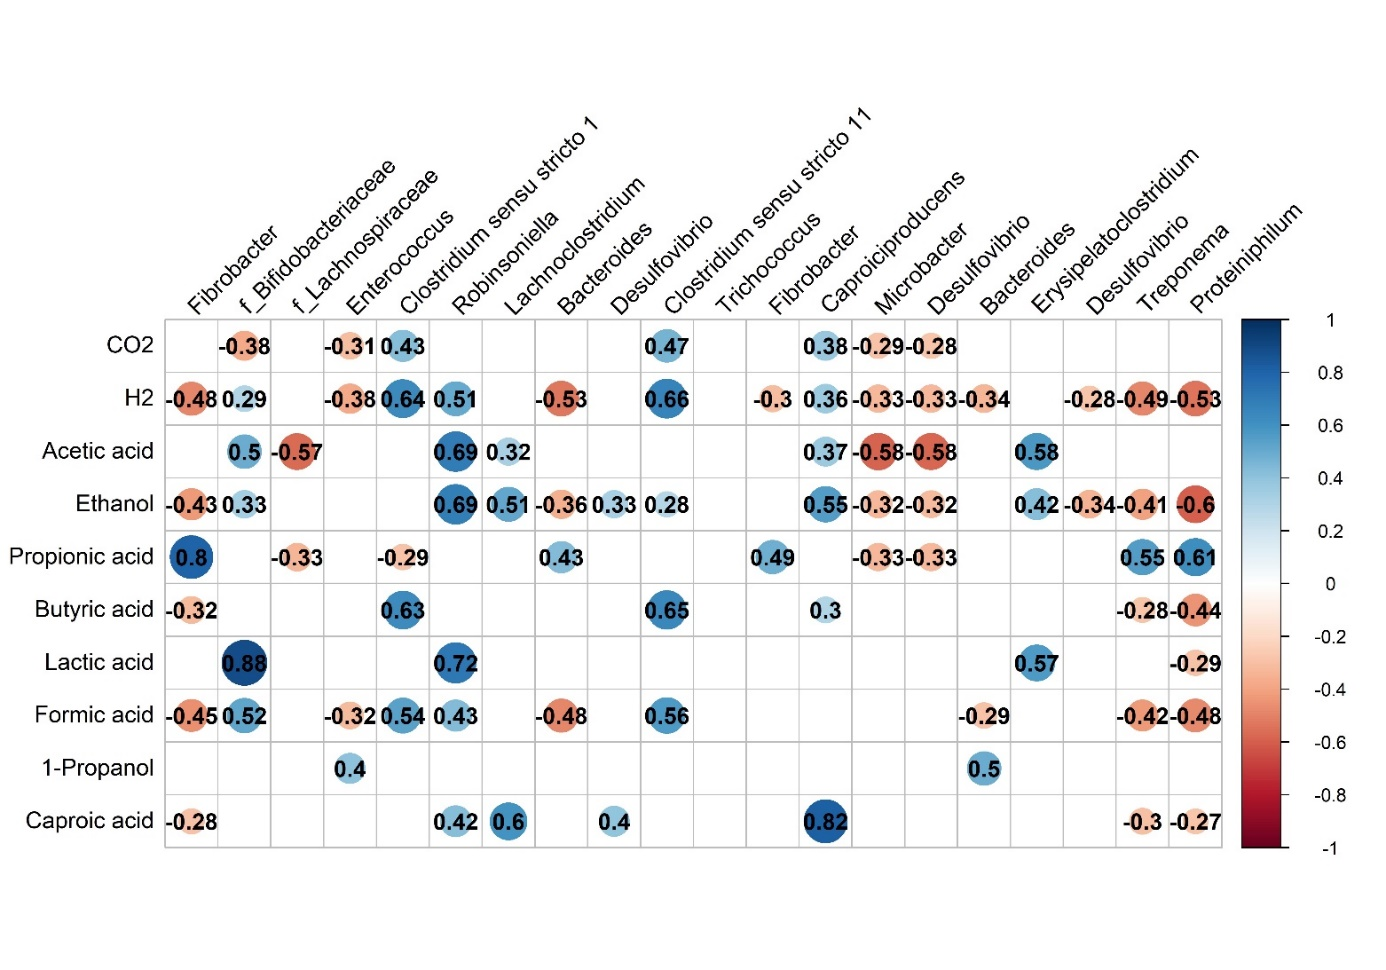 Fibrobacter
f_Bifidobacteriaceae
f_Lachnospiraceae
Enterococcus
Clostridium sensu stricto 1
Robinsoniella
Lachnoclostridium
Bacteroides
Desulfovibrio
Clostridium sensu stricto 11
Trichococcus
Fibrobacter
Caproiciproducens
Microbacter
Desulfovibrio
Bacteroides
Erysipelatoclostridium
Desulfovibrio
Treponema
Proteiniphilum
CO2 -0.38 -0.31 0.43 0.47 0.38 -0.29 -0.28
H2 -0.48 0.29 -0.38 0.64 0.51 -0.53 0.66 -0.3 0.36 -0.33 -0.33 -0.34 -0.28 -0.49 -0.53
Acetic acid 0.5 -0.57 0.69 0.32 0.37 -0.58 -0.58 0.58
Ethanol -0.43 0.33 0.69 0.51 -0.36 0.33 0.28 0.55 -0.32 -0.32 0.42 -0.34 -0.41 -0.6
Propionic acid 0.8 -0.33 -0.29 0.43 0.49 -0.33 -0.33 0.55 0.61
Butyric acid -0.32 0.63 0.65 0.3 -0.28 -0.44
Lactic acid 0.88 0.72 0.57 -0.29
Formic acid -0.45 0.52 -0.32 0.54 0.43 -0.48 0.56 -0.29 -0.42 -0.48
1-Propanol 0.4 0.5
Caproic acid -0.28 0.42 0.6 0.4 0.82 -0.3 -0.27
1
0.8
0.6
0.4
0.2
0
-0.2
-0.4
-0.6
-0.8
-1